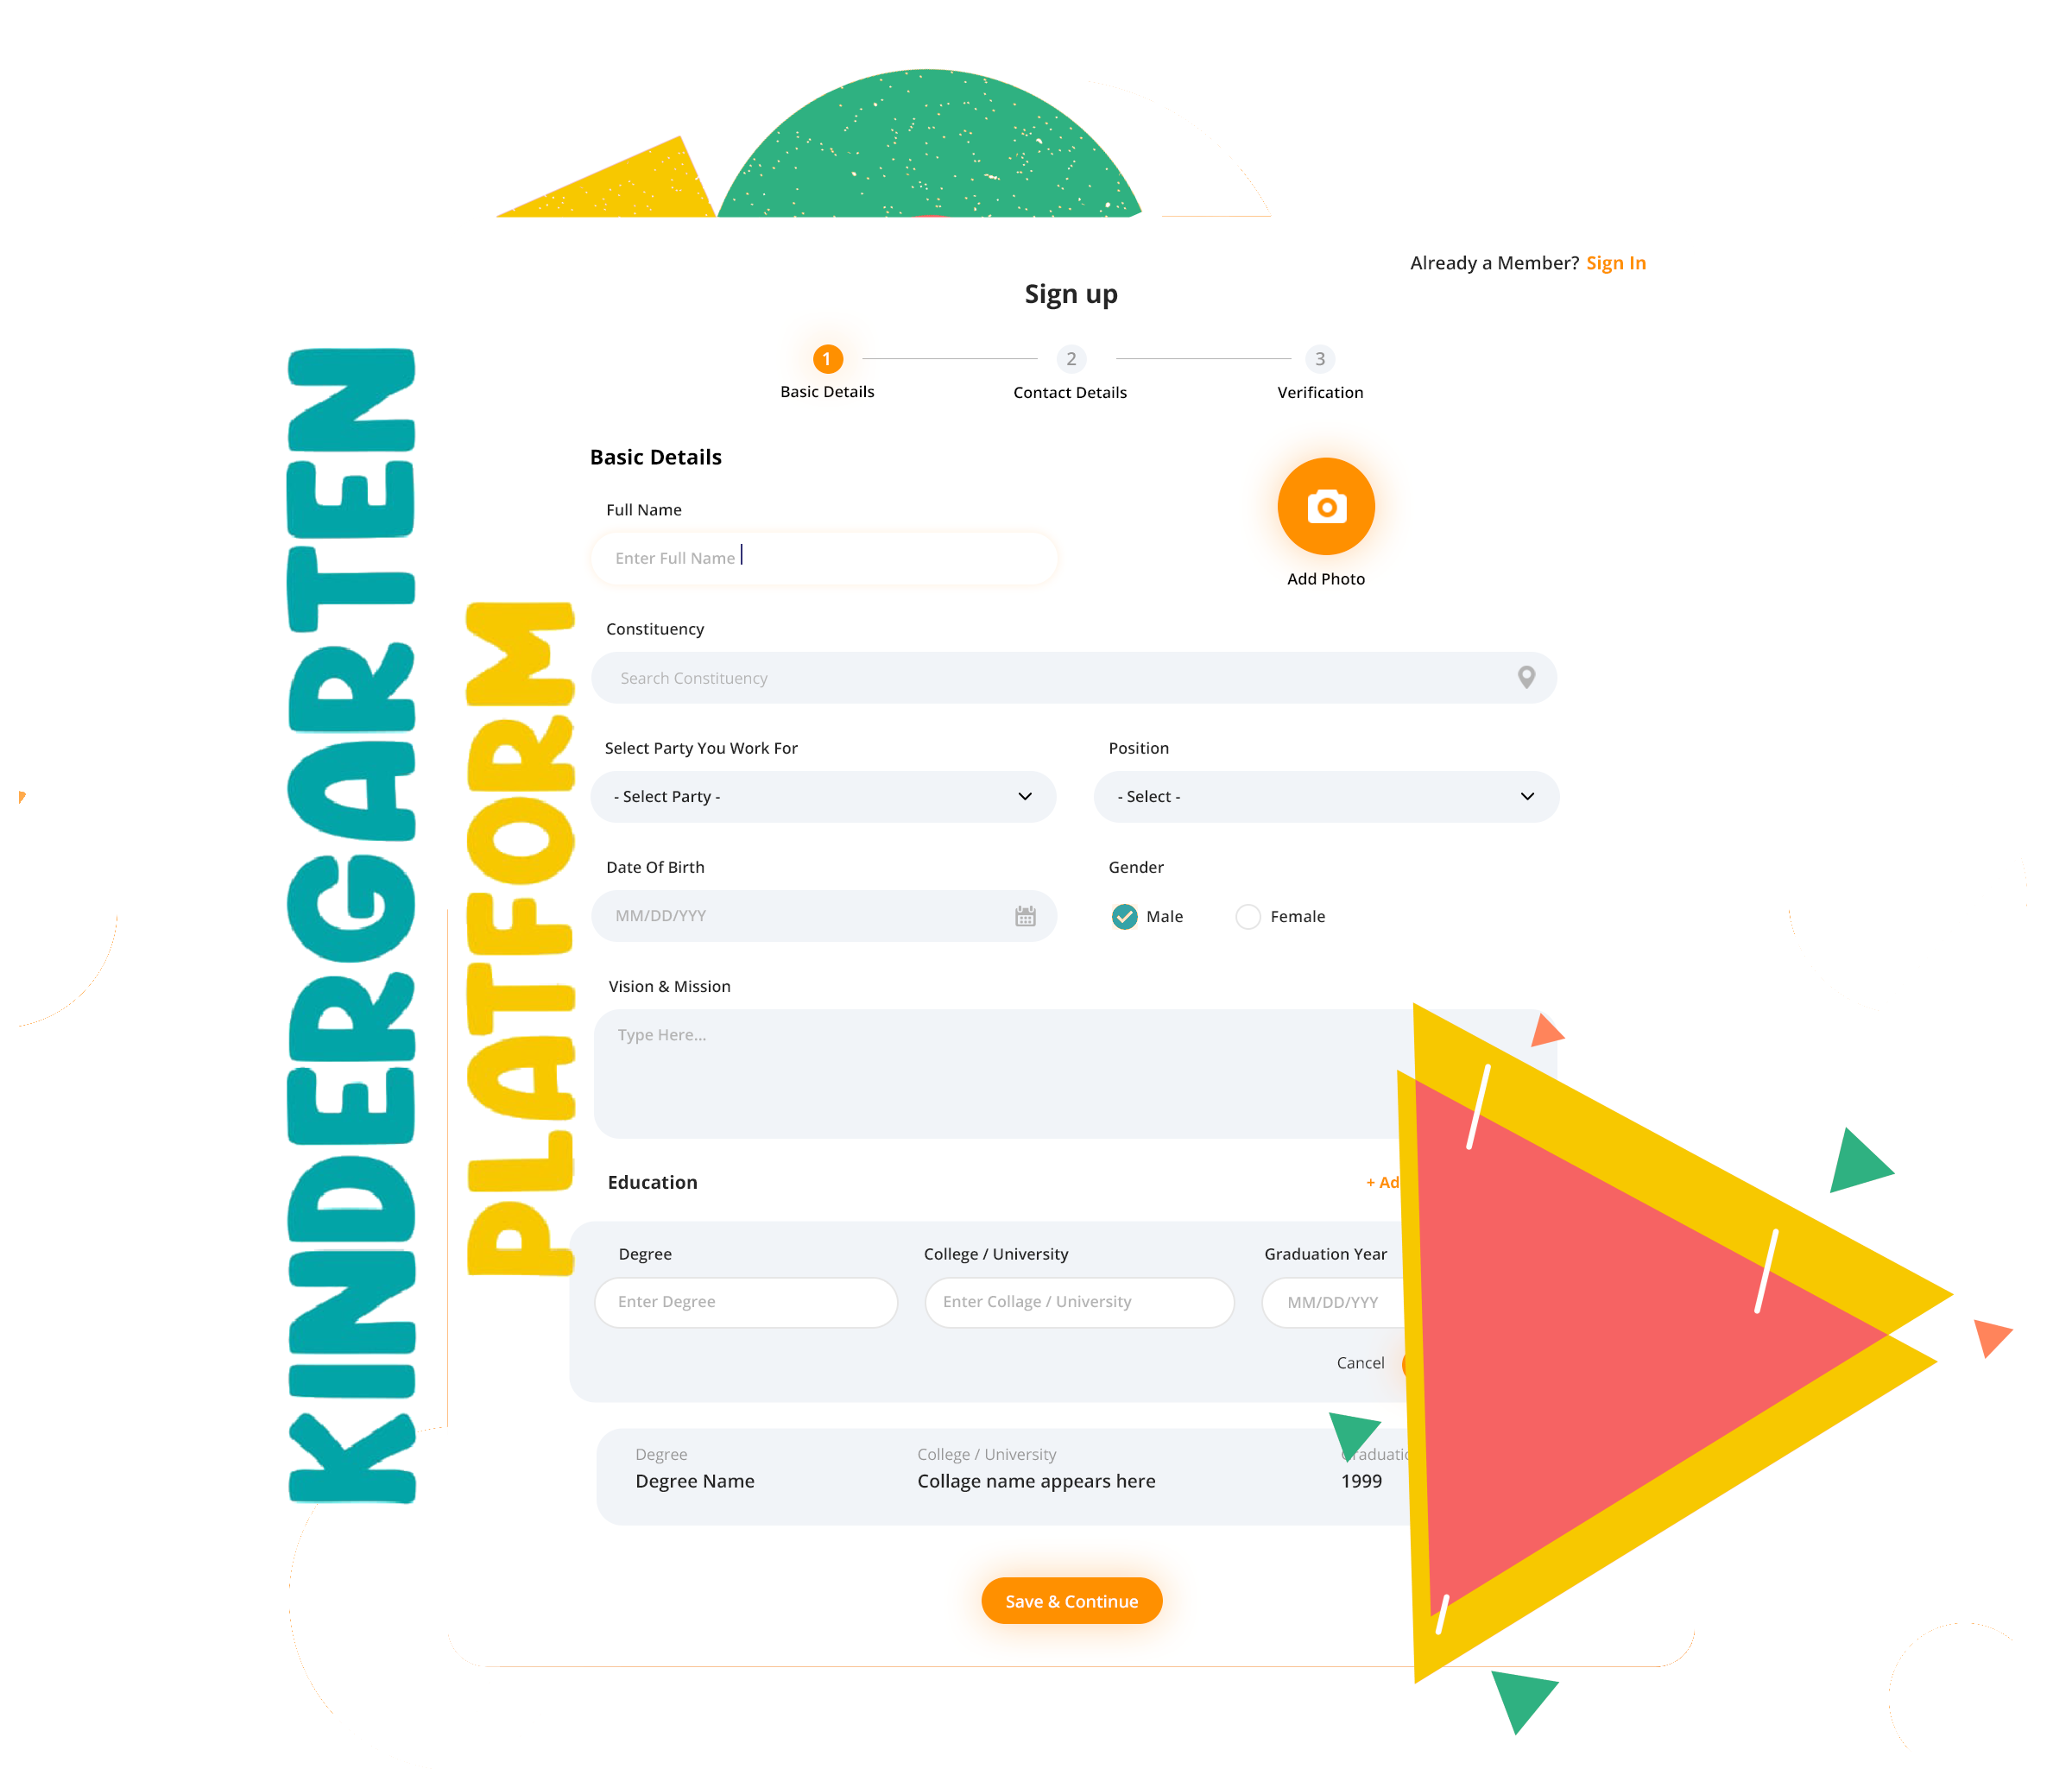 Already a Member? Sign In
Sign up
1
2
3
Basic Details
Contact Details
Verification
KINDERGARTEN
PLATFORM
Basic Details
Full Name
Enter Full Name
Add Photo
Constituency
Search Constituency
Select Party You Work For
Position
- Select Party -
- Select -
Date Of Birth
Gender
MM/DD/YYY
Male
Female
Vision & Mission
Type Here...
Education
+ Ad
Degree
College / University
Graduation Year
Enter Degree
Enter Collage / University
MM/DD/YYY
Cancel
Degree
College / University
Degree Name
Collage name appears here
1999
Save & Continue